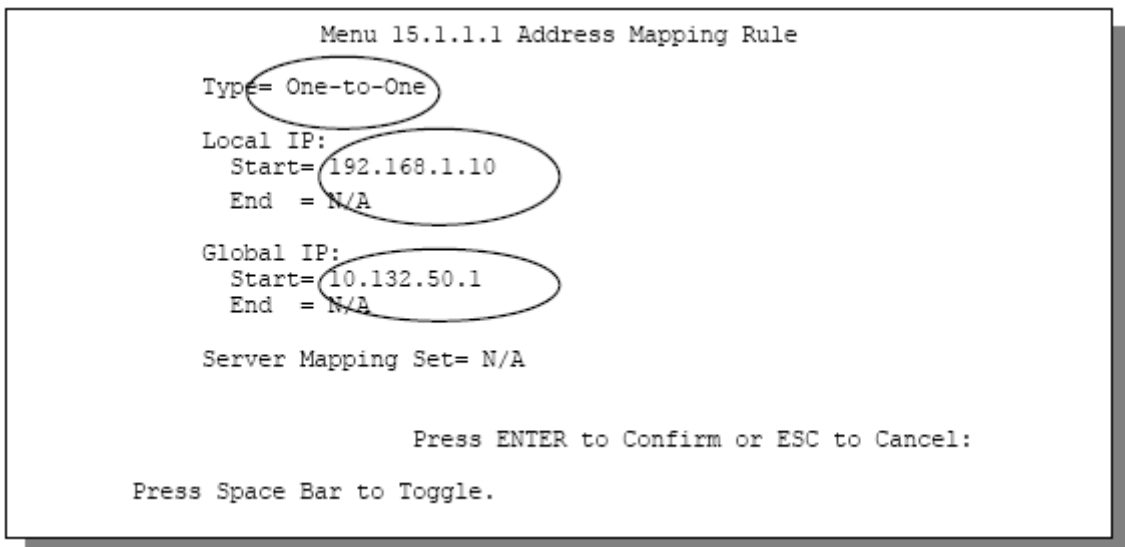 Menu 15.1.1.1 Address Mapping Rule
Type= One-to-One
Local IP:
Start= 192.168.1.10
End = N/A
Global IP:
Start= 10.132.50.1
End = N/A
Server Mapping Set= N/A
Press ENTER to Confirm or ESC to Cancel:
Press Space Bar to Toggle.